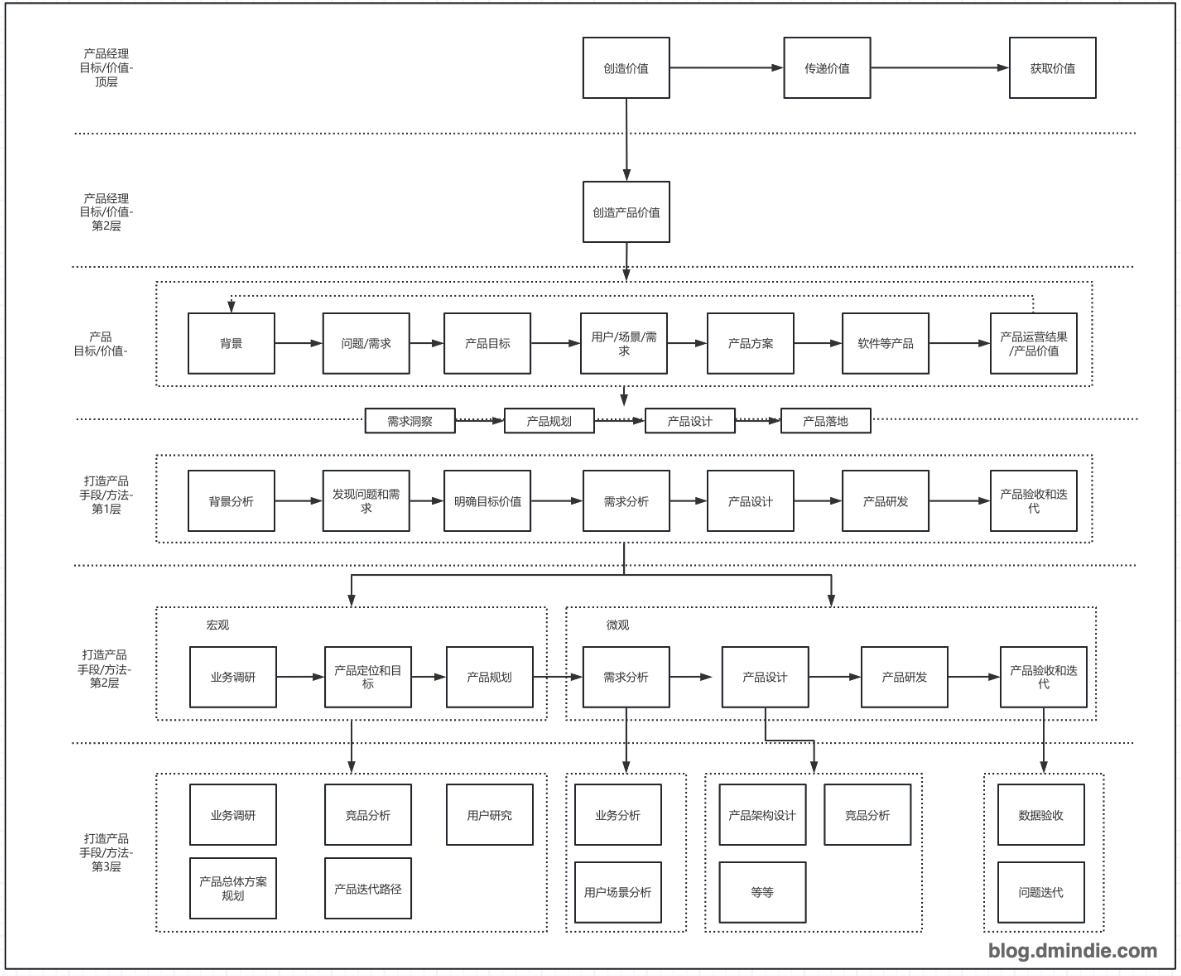 产品经理
目标/价值-
顶层
创造价值
传递价值
获取价值
产品经理
目标/价值-
第2层
创造产品价值
产品
目标/价值-
背景
问题/需求
产品目标
用户/场景/需
求
产品方案
软件等产品
产品运营结果
/产品价值
需求洞察
产品规划
产品设计
产品落地
打造产品
手段/方法-
第1层
背景分析
发现问题和需
求
明确目标价值
需求分析
产品设计
产品研发
产品验收和迭
代
打造产品
手段/方法-
第2层
宏观
业务调研
产品定位和目
标
产品规划
微观
需求分析
产品设计
产品研发
产品验收和迭
代
打造产品
手段/方法-
第3层
业务调研
竞品分析
用户研究
产品总体方案
规划
产品迭代路径
业务分析
用户场景分析
产品架构设计
竞品分析
等等
数据验收
问题迭代
blog.dmindie.com